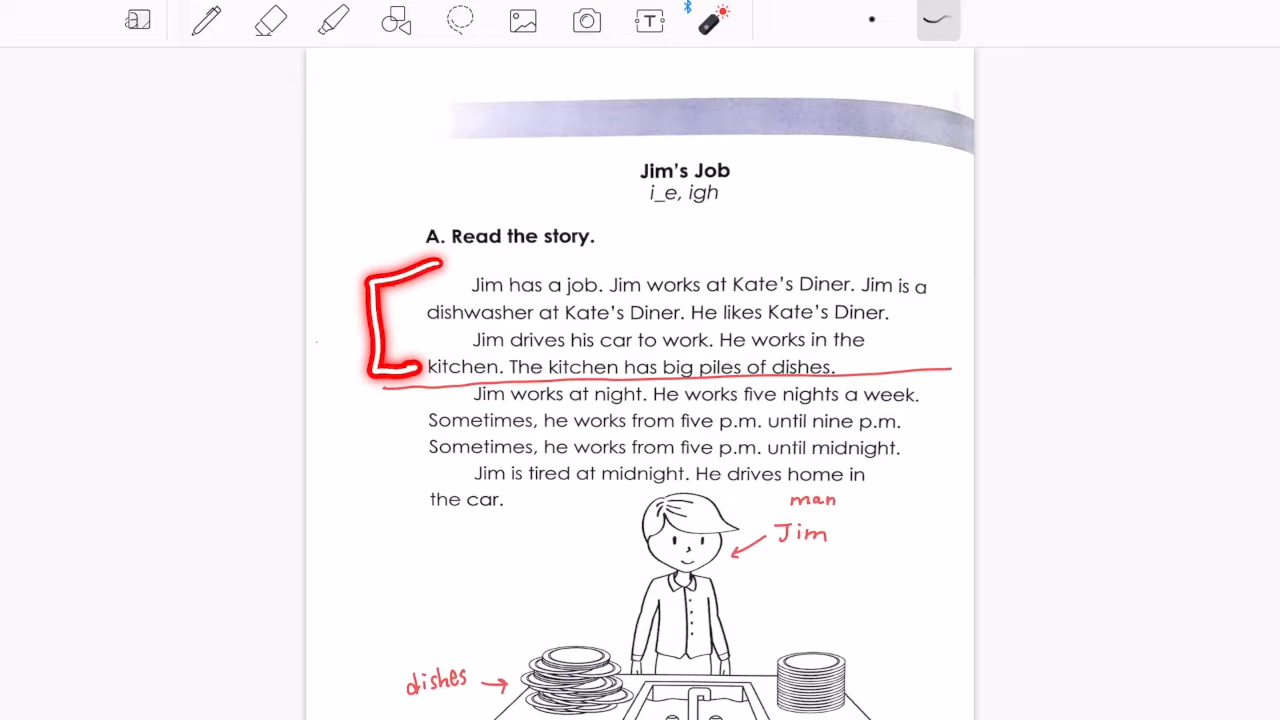 T
Jim's Job
i_e, igh
A. Read the story.
Jim has a job. Jim works at Kate's Diner. Jim is a
dishwasher at Kate's Diner. He likes Kate's Diner.
Jim drives his car to work. He works in the
kitchen. The kitchen has big piles of dishes.
Jim works at night. He works five nights a week.
Sometimes, he works from five p.m. until nine p.m.
Sometimes, he works from five p.m. until midnight.
Jim is tired at midnight. He drives home in
the car.
man
Jim
dishes